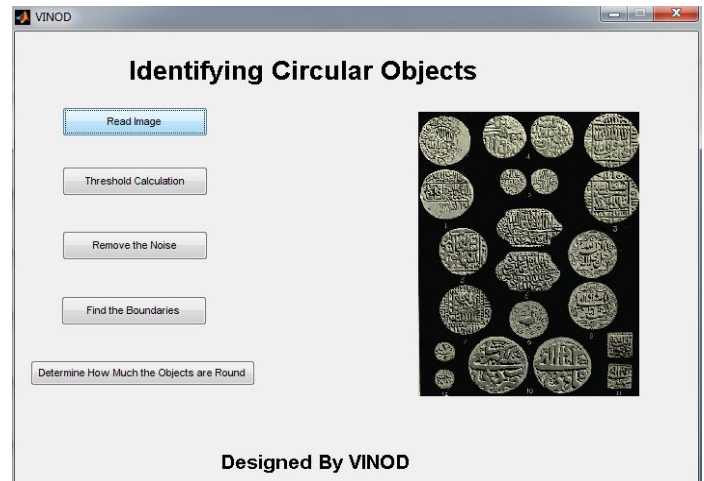 VINOD
Identifying Circular Objects
Read Image
Threshold Calculation
Remove the Noise
Find the Boundaries
Determine How Much the Objects are Round
Designed By VINOD